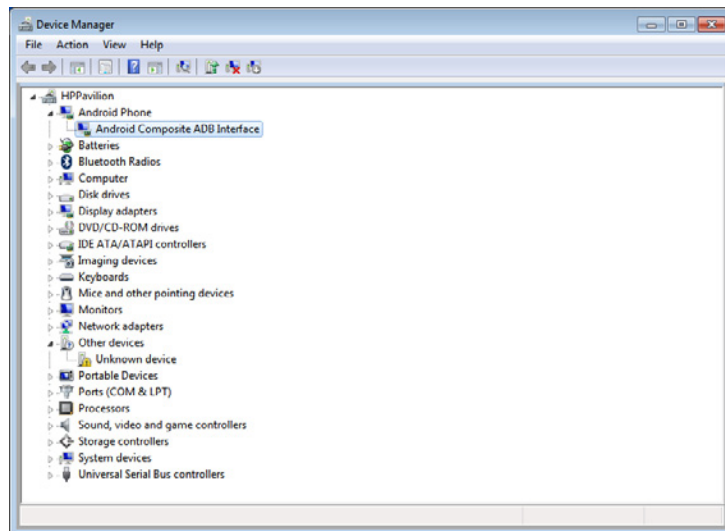 Device Manager
File Action View Help
HPPavilion
Android Phone
Android Composite ADB Interface
Batteries
Bluetooth Radios
Computer
Disk drives
Display adapters
DVD/CD-ROM drives
IDE ATA/ATAPI controllers
Imaging devices
Keyboards
Mice and other pointing devices
Monitors
Network adapters
Other devices
Unknown device
Portable Devices
Ports (COM & LPT)
Processors
Sound, video and game controllers
Storage controllers
System devices
Universal Serial Bus controllers